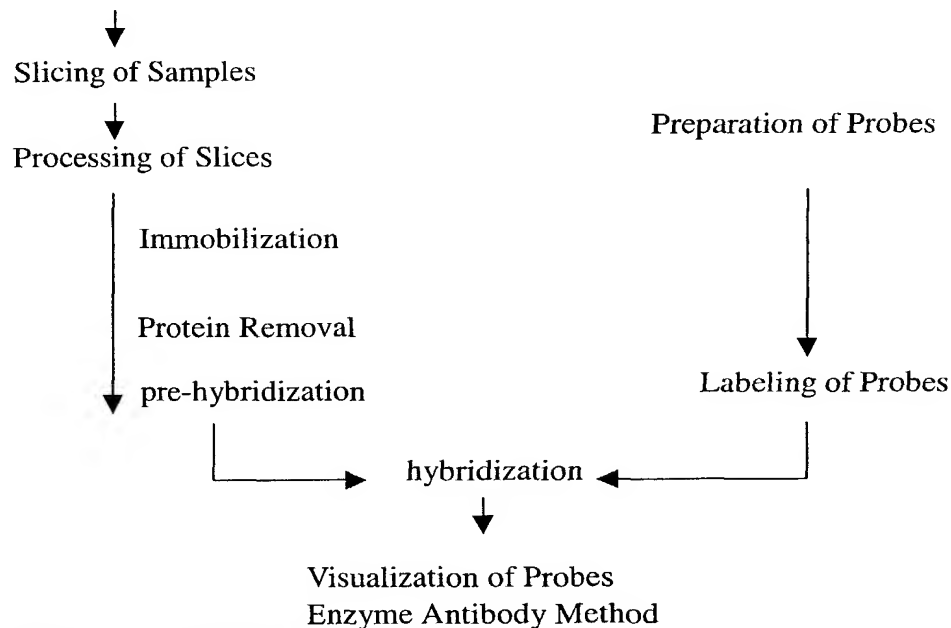 Slicing of Samples
Processing of Slices
Immobilization
Protein Removal
pre-hybridization
Preparation of Probes
Labeling of Probes
hybridization
Visualization of Probes
Enzyme Antibody Method